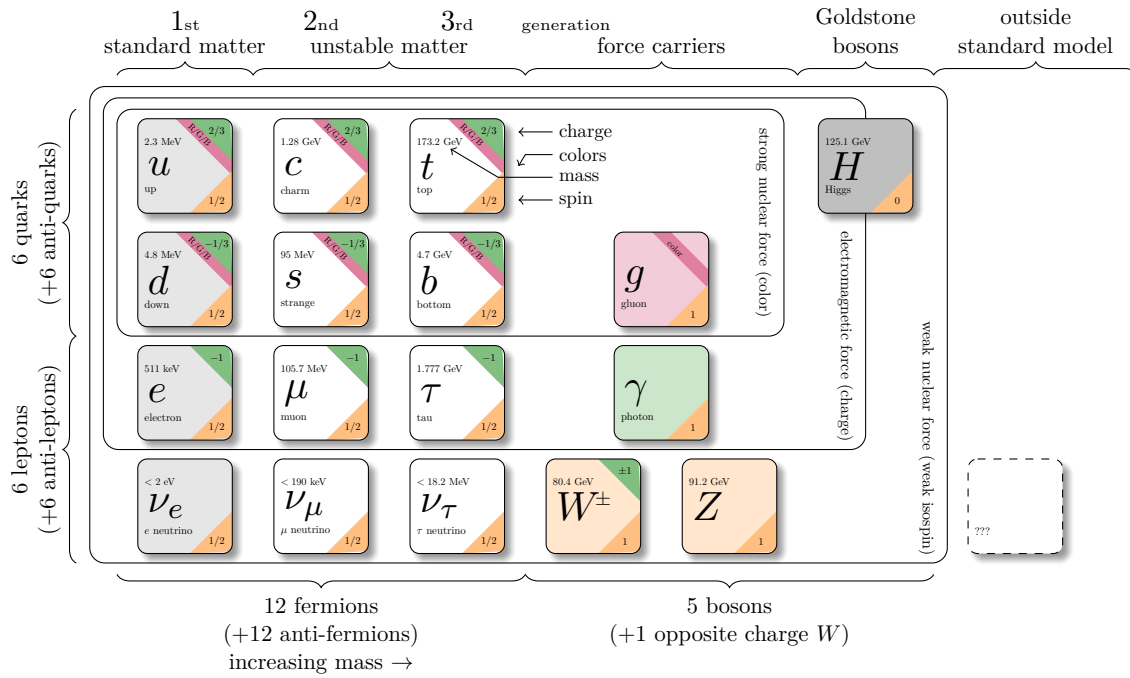 1st
2nd
3rd
generation
Goldstone
bosons
outside
standard model
standard matter
unstable matter
force carriers
6 quarks
(+6 anti-quarks)
6 leptons
(+6 anti-leptons)
2.3 MeV
R/G/B
2/3
u
up
1/2
1.28 GeV
R/G/B
2/3
c
charm
1/2
173.2 GeV
R/G/B
2/3
t
top
1/2
charge
colors
mass
spin
strong nuclear force (color)
125.1 GeV
H
Higgs
0
4.8 MeV
R/G/B
−1/3
d
down
1/2
95 MeV
R/G/B
−1/3
s
strange
1/2
4.7 GeV
R/G/B
−1/3
b
bottom
1/2
color
g
gluon
1
electromagnetic force (charge)
weak nuclear force (weak isospin)
511 keV
−1
e
electron
1/2
105.7 MeV
−1
μ
muon
1/2
1.777 GeV
−1
τ
tau
1/2
γ
photon
1
< 2 eV
νe
e neutrino
1/2
< 190 keV
νμ
μ neutrino
1/2
< 18.2 MeV
ντ
τ neutrino
1/2
80.4 GeV
±1
W±
1
91.2 GeV
Z
1
???
12 fermions
(+12 anti-fermions)
increasing mass →
5 bosons
(+1 opposite charge W)